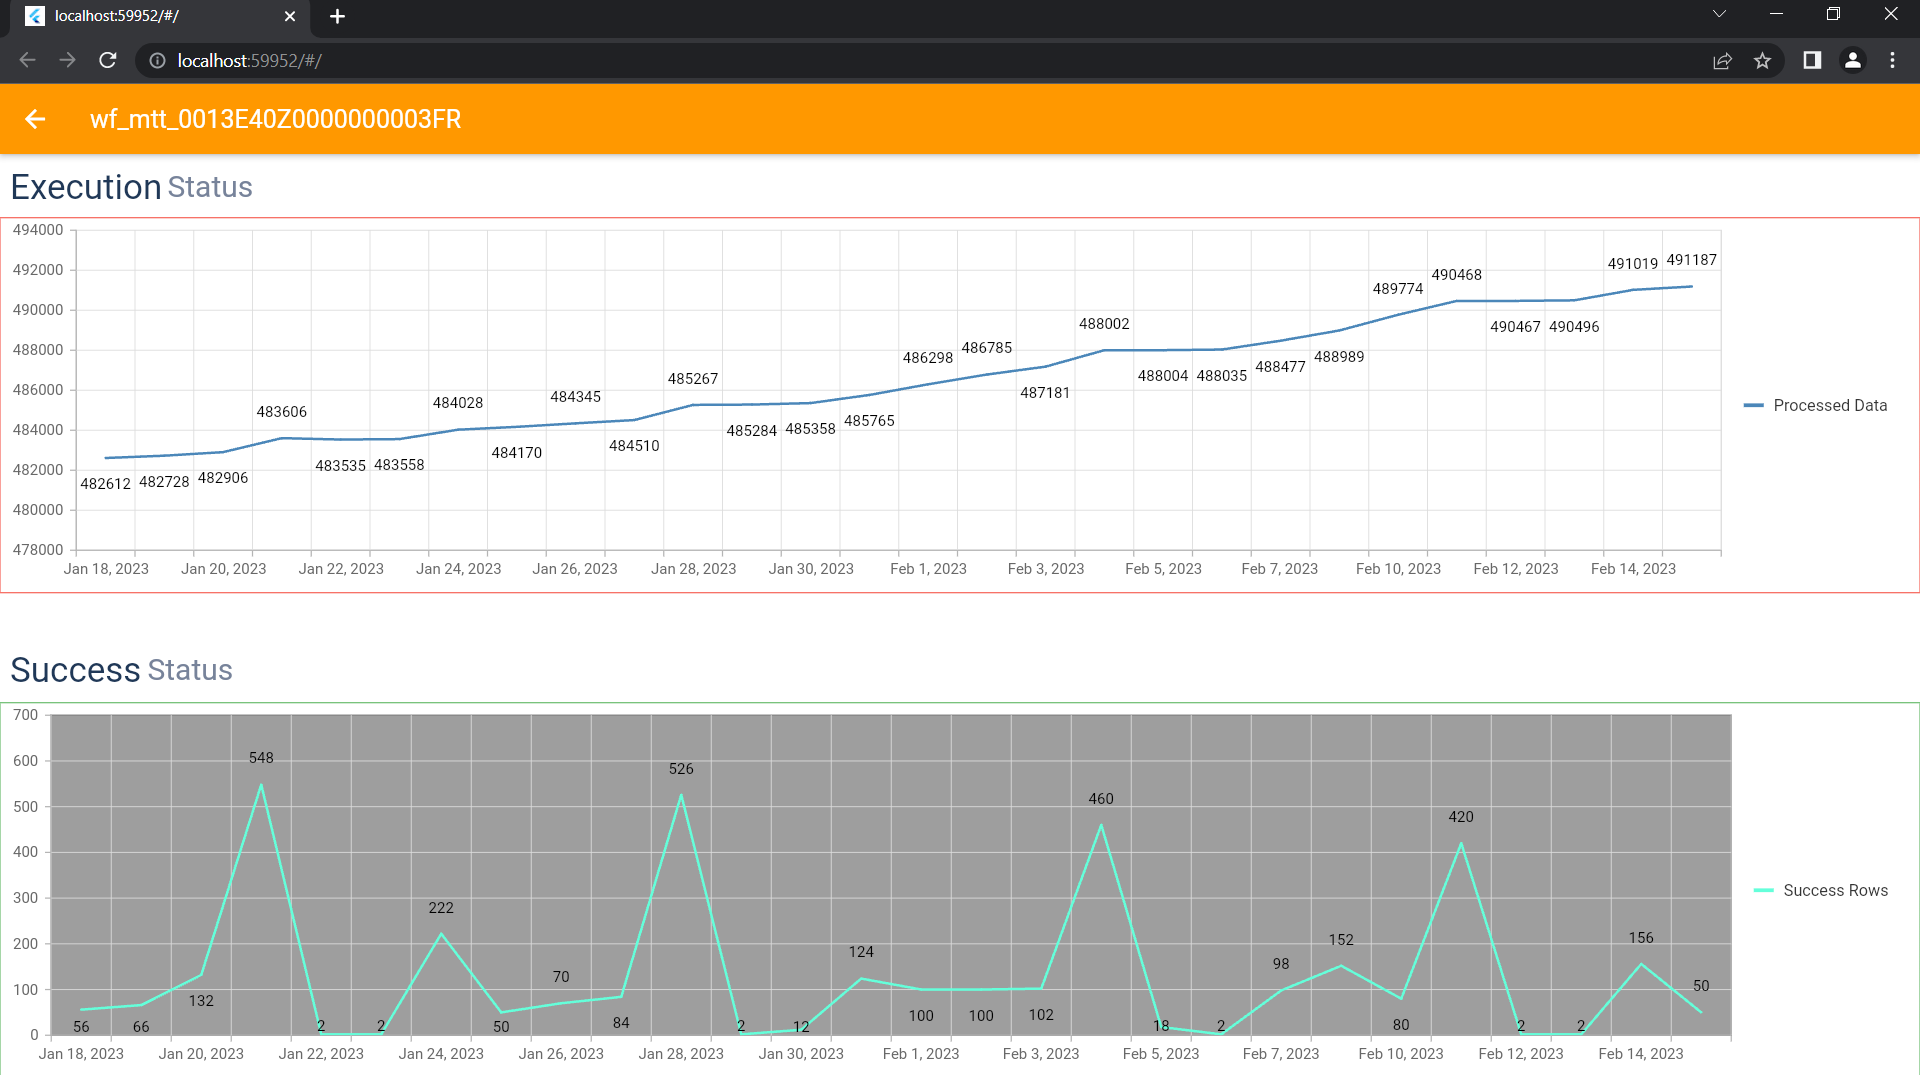 localhost:59952/#/
localhost:59952/#/
wf_mtt_0013E40Z0000000003FR
Execution Status
494000
492000
490000
488000
486000
484000
482000
480000
478000
482612 482728 482906 483606 483535 483558 484028 484170 484345 484510 485267 485284 485358 485765 486298 486785 487181 488002 488004 488035 488477 488989 489774 490468 490467 490496 491019 491187
Jan 18, 2023 Jan 20, 2023 Jan 22, 2023 Jan 24, 2023 Jan 26, 2023 Jan 28, 2023 Jan 30, 2023 Feb 1, 2023 Feb 3, 2023 Feb 5, 2023 Feb 7, 2023 Feb 10, 2023 Feb 12, 2023 Feb 14, 2023
Processed Data
Success Status
700
600
500
400
300
200
100
0
56 66 132 548 2 2 222 50 70 84 526 2 12 124 100 100 102 460 18 2 98 152 80 420 2 2 156 50
Jan 18, 2023 Jan 20, 2023 Jan 22, 2023 Jan 24, 2023 Jan 26, 2023 Jan 28, 2023 Jan 30, 2023 Feb 1, 2023 Feb 3, 2023 Feb 5, 2023 Feb 7, 2023 Feb 10, 2023 Feb 12, 2023 Feb 14, 2023
Success Rows